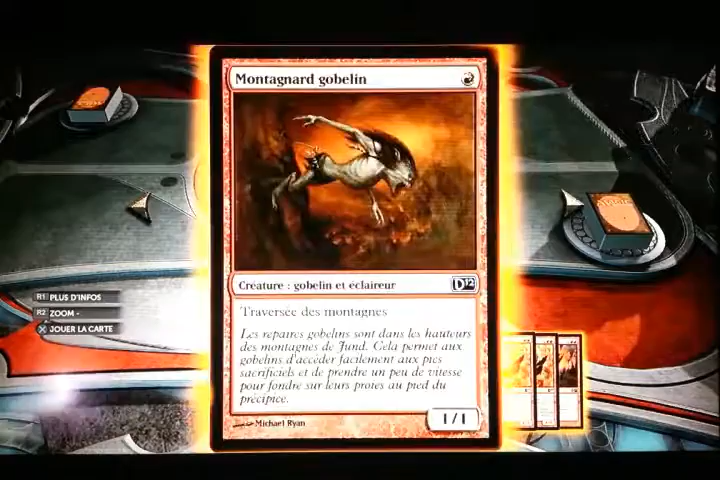 Montagnard gobelin
Créature : gobelin et éclaireur
D12
Traversée des montagnes
Les repaires gobelins sont dans les hauteurs
des montagnes de Jund. Cela permet aux
gobelins d'accéder facilement aux pics
sacrificiels et de prendre un peu de vitesse
pour fondre sur leurs proies au pied du
précipice.
1/1
Michael Ryan
R1 PLUS D'INFOS
R2 ZOOM -
JOUER LA CARTE